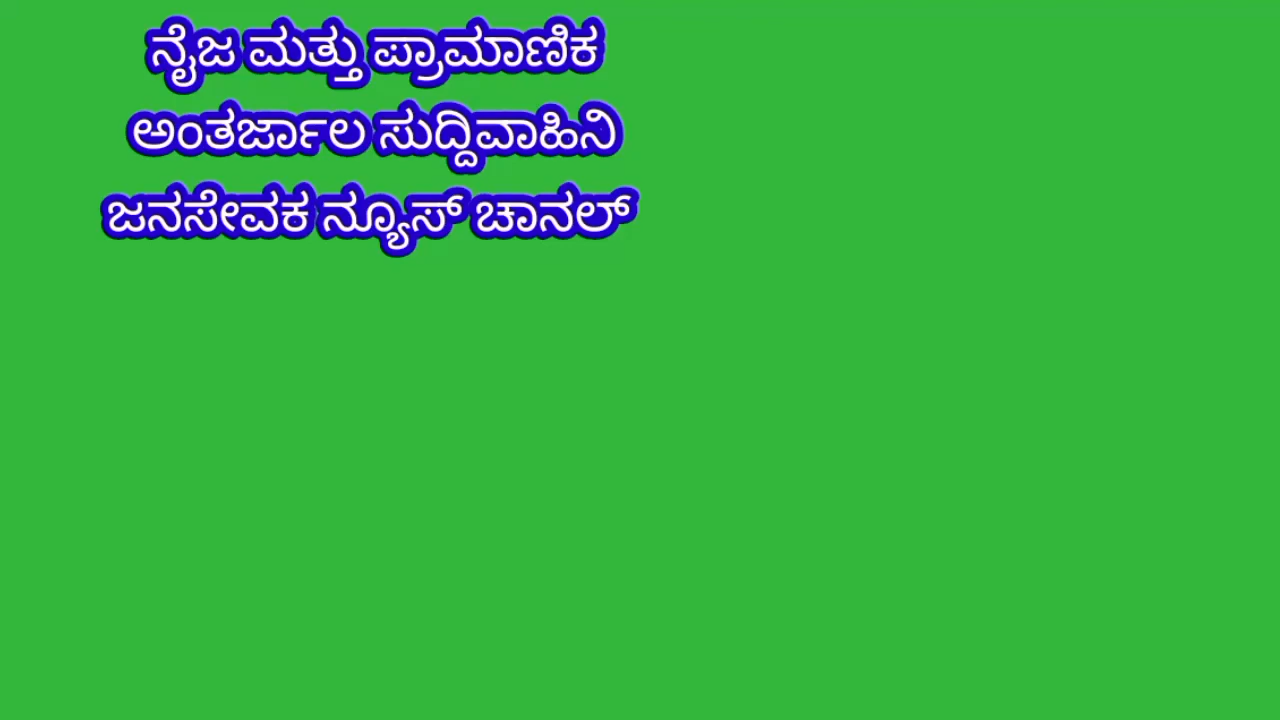 ನೈಜ ಮತ್ತು ಪ್ರಾಮಾಣಿಕ
ಅಂತರ್ಜಾಲ ಸುದ್ದಿವಾಹಿನಿ
ಜನಸೇವಕ ನ್ಯೂಸ್ ಚಾನಲ್